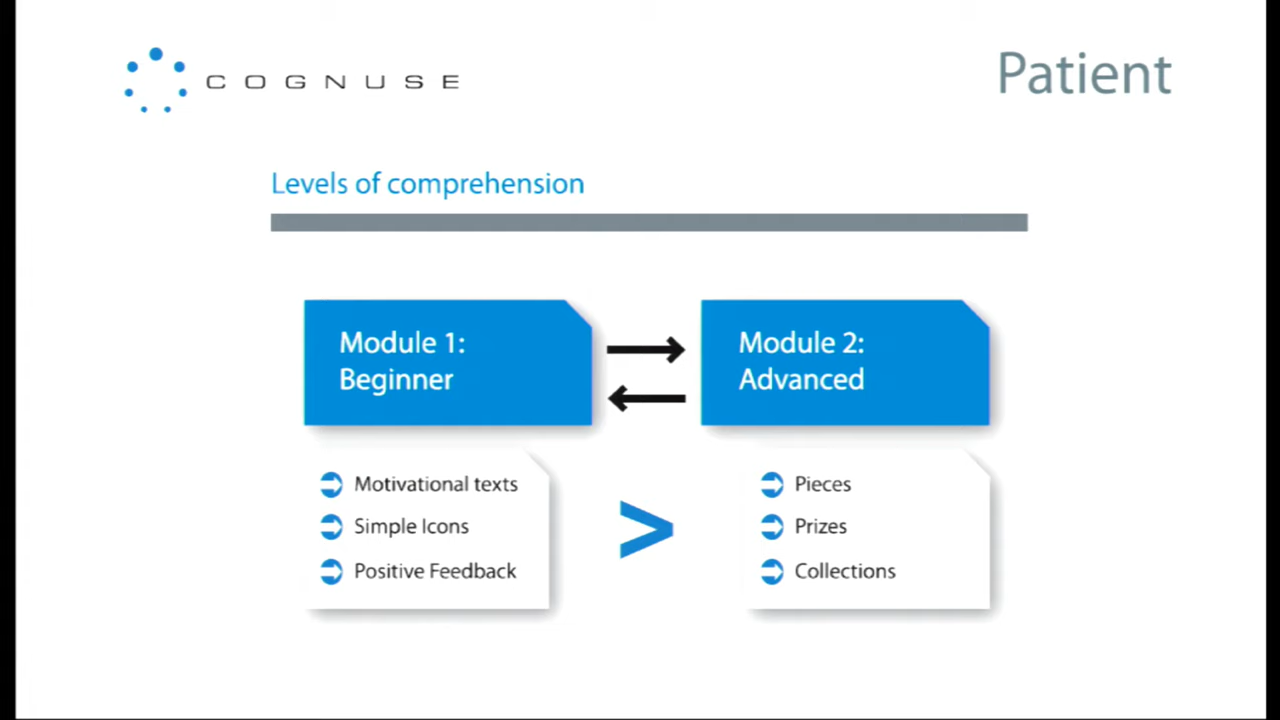 COGNUSE
Patient
Levels of comprehension
Module 1:
Beginner
Module 2:
Advanced
Motivational texts
Simple Icons
Positive Feedback
>
Pieces
Prizes
Collections